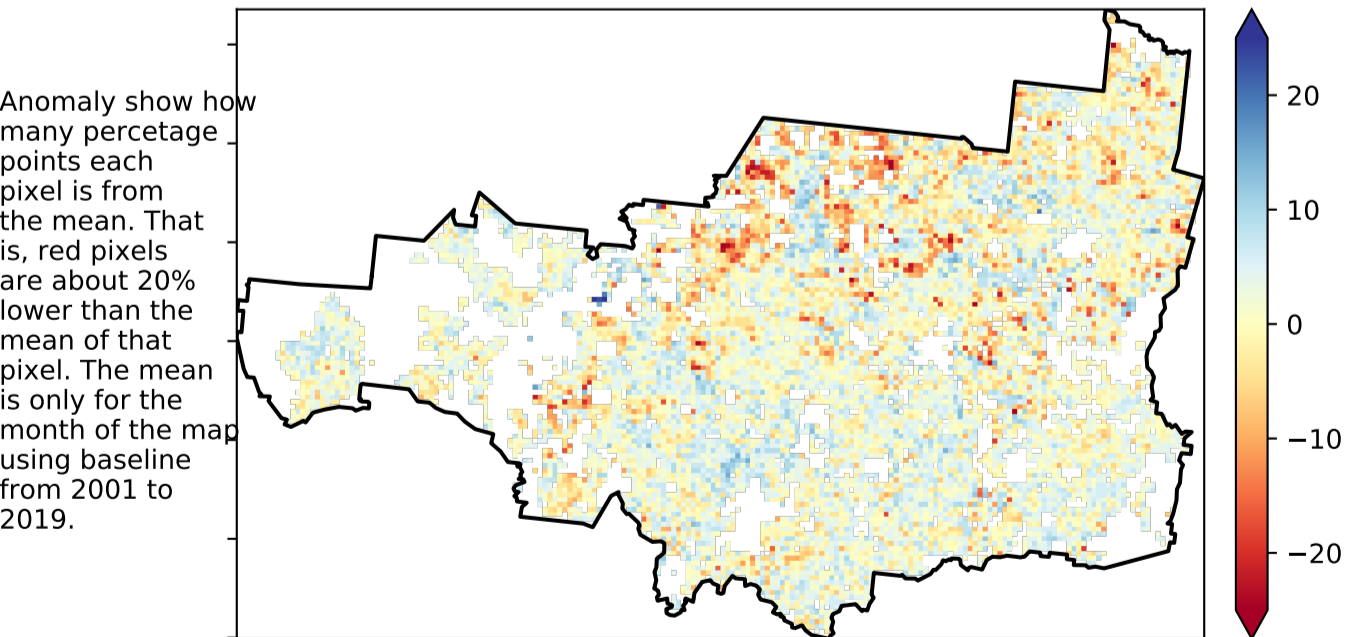 Anomaly show how
many percetage
points each
pixel is from
the mean. That
is, red pixels
are about 20%
lower than the
mean of that
pixel. The mean
is only for the
month of the map
using baseline
from 2001 to
2019.
20
10
0
−10
−20